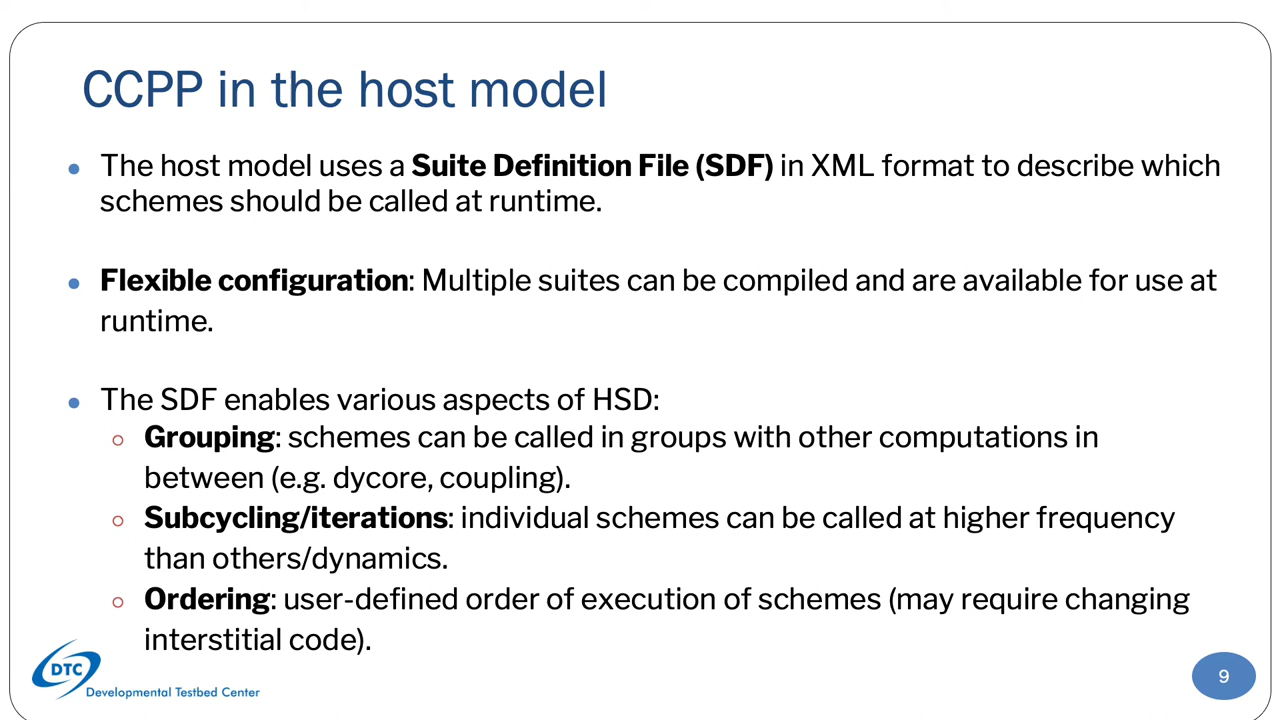 CCPP in the host model
The host model uses a Suite Definition File (SDF) in XML format to describe which
schemes should be called at runtime.
Flexible configuration: Multiple suites can be compiled and are available for use at
runtime.
The SDF enables various aspects of HSD:
Grouping: schemes can be called in groups with other computations in
between (e.g. dycore, coupling).
Subcycling/iterations: individual schemes can be called at higher frequency
than others/dynamics.
Ordering: user-defined order of execution of schemes (may require changing
interstitial code).
DTC
Developmental Testbed Center
9